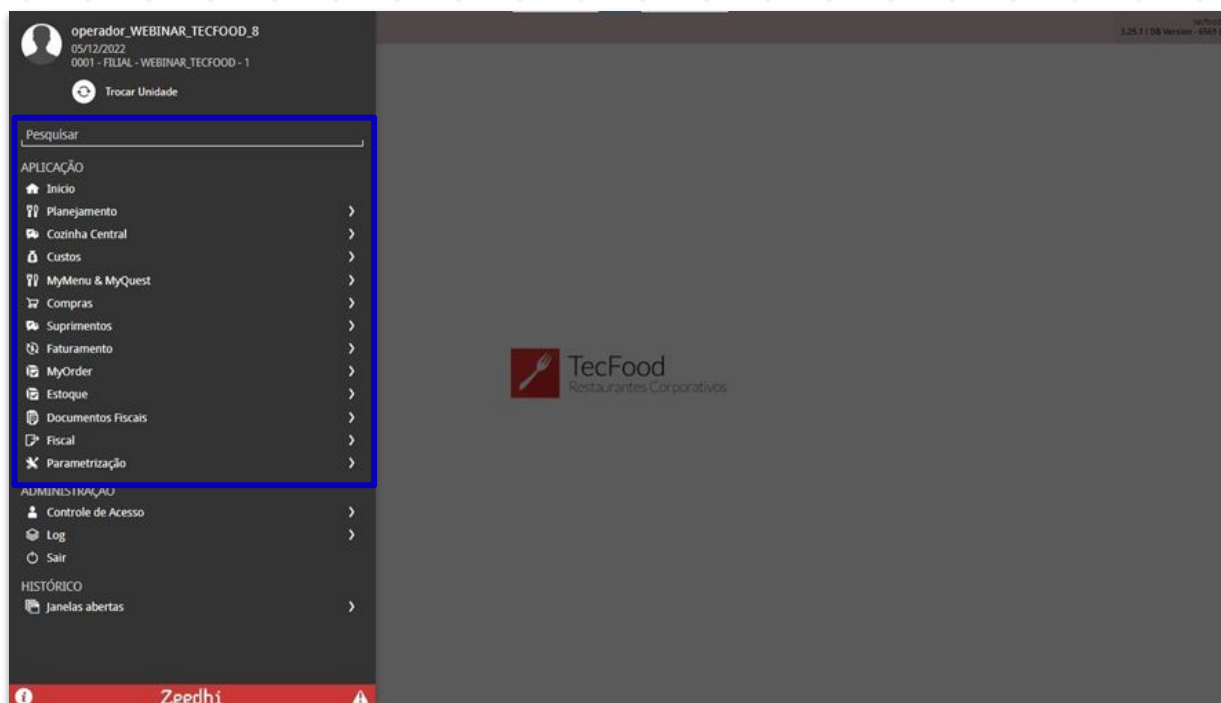 operador_WEBINAR_TECFOOD_8
05/12/2022
0001 - FILIAL - WEBINAR_TECFOOD - 1
Trocar Unidade
Pesquisar
APLICAÇÃO
Inicio
Planejamento
Cozinha Central
Custos
MyMenu & MyQuest
Compras
Suprimentos
Faturamento
MyOrder
Estoque
Documentos Fiscais
Fiscal
Parametrização
ADMINISTRAÇÃO
Controle de Acesso
Log
Sair
HISTÓRICO
Janelas abertas
Zeedhi
TecFood
Restaurantes Corporativos